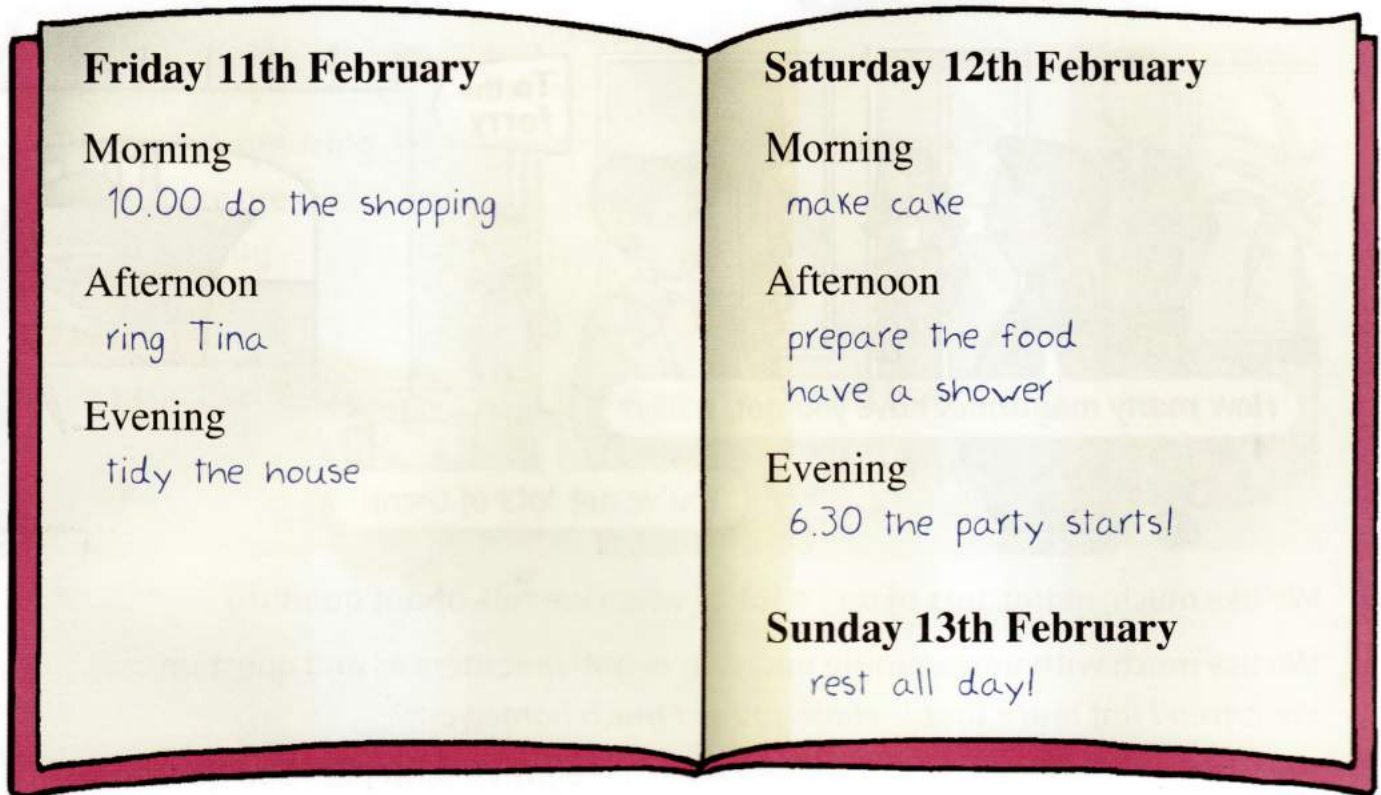 Friday 11th February
Morning
10.00 do the shopping
Afternoon
ring Tina
Evening
tidy the house
Saturday 12th February
Morning
make cake
Afternoon
prepare the food
have a shower
Evening
6.30 the party starts!
Sunday 13th February
rest all day!